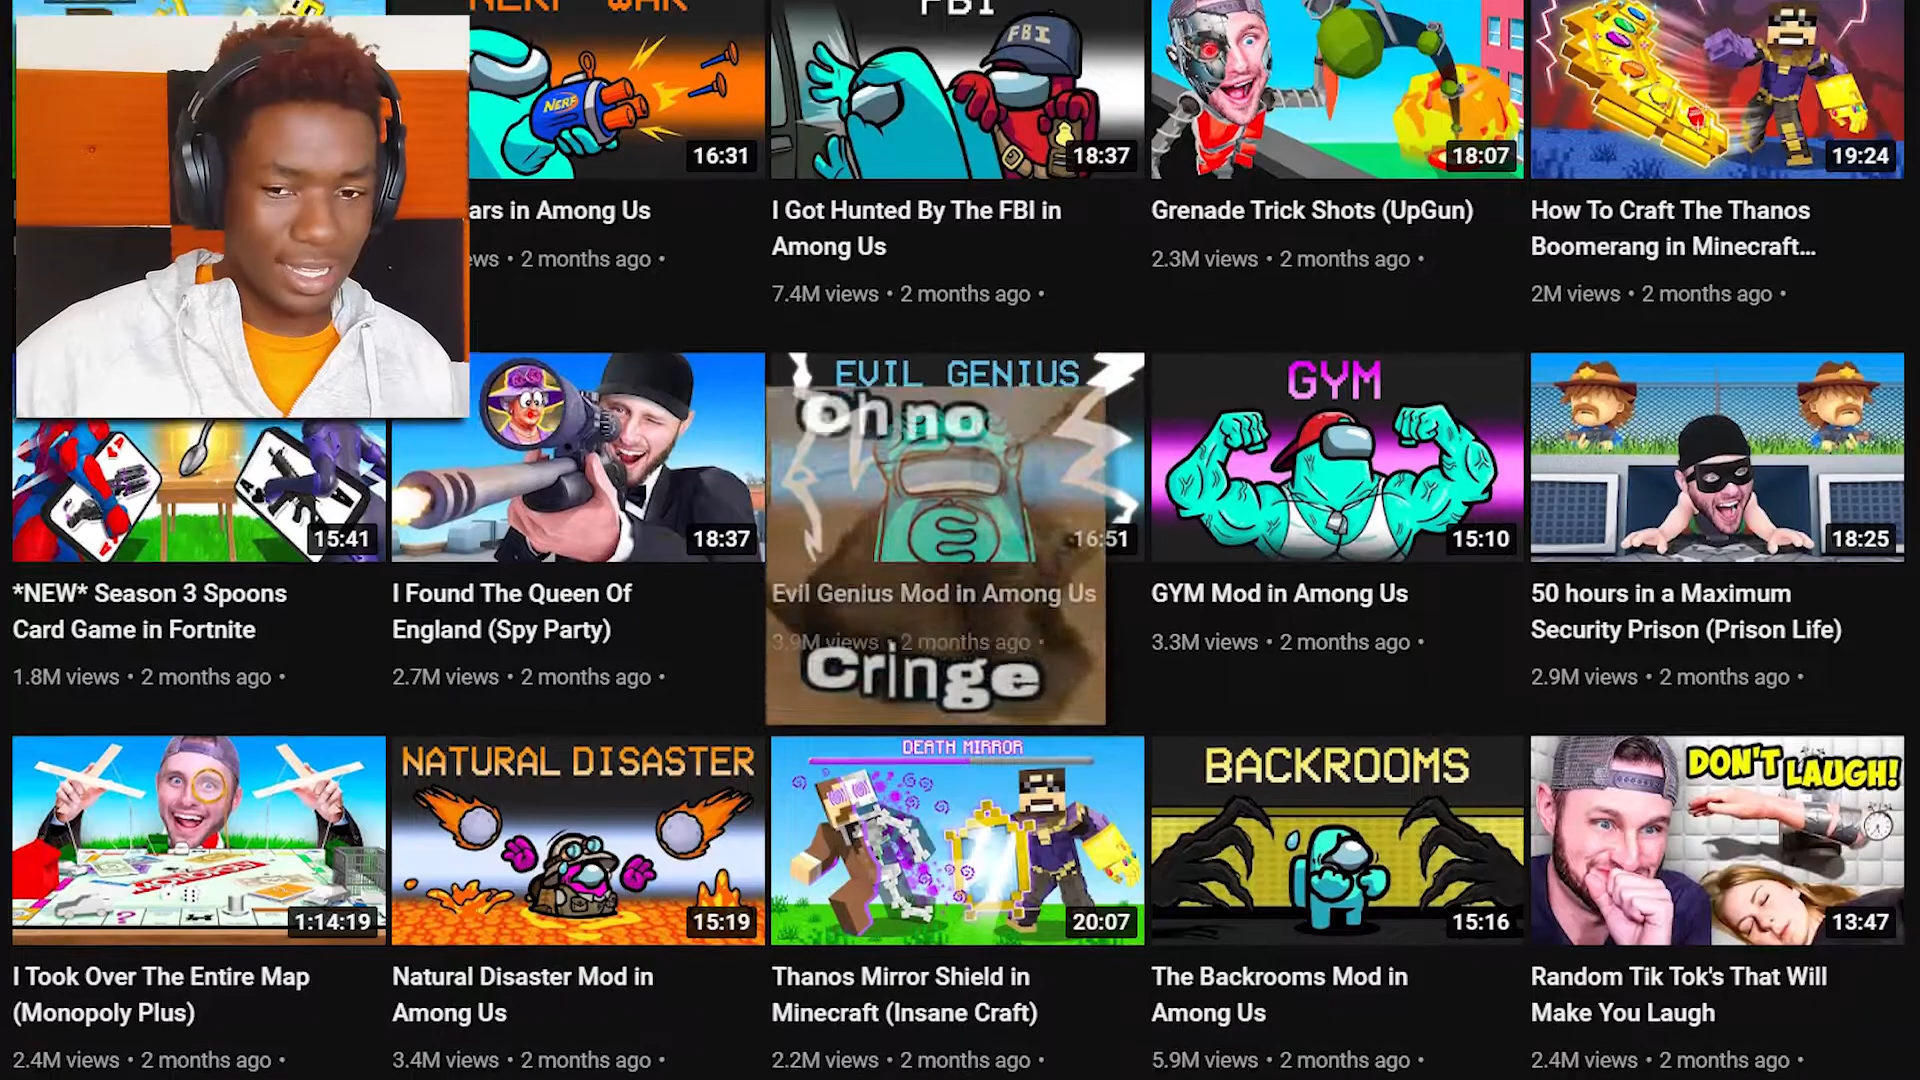 NERF WAR
FBI
FBI
NERF
16:31
18:37
18:07
19:24
ars in Among Us
ews • 2 months ago •
I Got Hunted By The FBI in
Among Us
7.4M views • 2 months ago •
Grenade Trick Shots (UpGun)
2.3M views • 2 months ago •
How To Craft The Thanos
Boomerang in Minecraft...
2M views • 2 months ago •
EVIL GENIUS
GYM
Oh no
15:41
18:37
16:51
15:10
18:25
*NEW* Season 3 Spoons
Card Game in Fortnite
1.8M views • 2 months ago •
I Found The Queen Of
England (Spy Party)
2.7M views • 2 months ago •
Evil Genius Mod in Among Us
3.9M views • 2 months ago •
Cringe
GYM Mod in Among Us
3.3M views • 2 months ago •
50 hours in a Maximum
Security Prison (Prison Life)
2.9M views • 2 months ago •
NATURAL DISASTER
DEATH MIRROR
BACKROOMS
DON'T LAUGH!
MONOPOLY
1:14:19
15:19
20:07
15:16
13:47
I Took Over The Entire Map
(Monopoly Plus)
2.4M views • 2 months ago •
Natural Disaster Mod in
Among Us
3.4M views • 2 months ago •
Thanos Mirror Shield in
Minecraft (Insane Craft)
2.2M views • 2 months ago •
The Backrooms Mod in
Among Us
5.9M views • 2 months ago •
Random Tik Tok's That Will
Make You Laugh
2.4M views • 2 months ago •